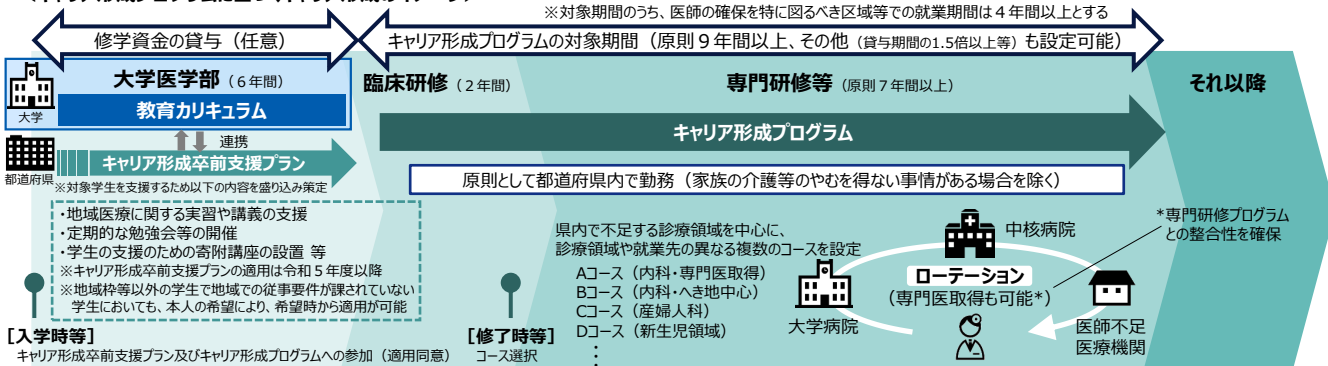 ※対象期間のうち、医師の確保を特に図るべき区域等での就業期間は４年間以上とする
修学資金の貸与（任意）
キャリア形成プログラムの対象期間（原則９年間以上、その他（貸与期間の1.5倍以上等）も設定可能）
大学医学部（６年間）
臨床研修（２年間）
専門研修等（原則７年間以上）
それ以降
大学
教育カリキュラム
連携
キャリア形成プログラム
都道府県
キャリア形成卒前支援プラン
※対象学生を支援するため以下の内容を盛り込み策定
原則として都道府県内で勤務（家族の介護等のやむを得ない事情がある場合を除く）
・地域医療に関する実習や講義の支援
・定期的な勉強会等の開催
・学生の支援のための寄附講座の設置 等
※キャリア形成卒前支援プランの適用は令和５年度以降
※地域枠等以外の学生で地域での従事要件が課されていない
学生においても、本人の希望により、希望時から適用が可能
県内で不足する診療領域を中心に、
診療領域や就業先の異なる複数のコースを設定
Aコース（内科・専門医取得）
Bコース（内科・へき地中心）
Cコース（産婦人科）
Dコース（新生児領域）
：
中核病院
*専門研修プログラム
との整合性を確保
ローテーション
（専門医取得も可能*）
大学病院
医師不足
医療機関
[入学時等]
キャリア形成卒前支援プラン及びキャリア形成プログラムへの参加（適用同意）
[修了時等]
コース選択